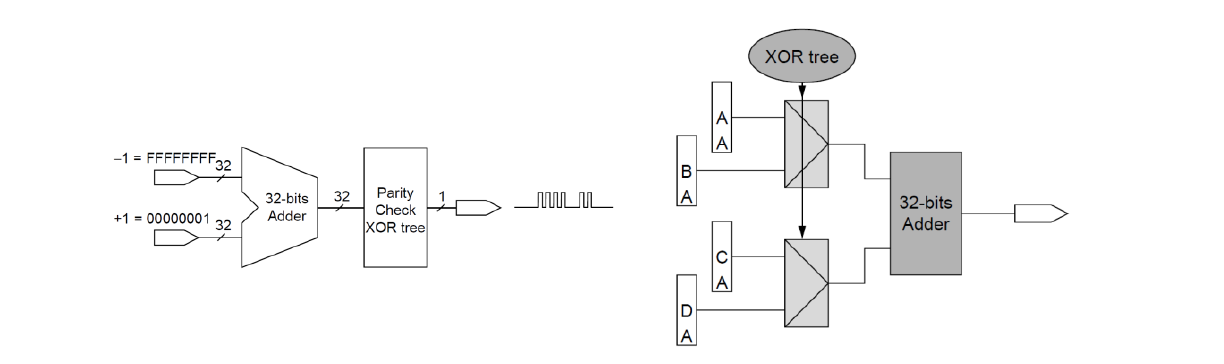 –1 = FFFFFFFF
32
+1 = 00000001
32
32-bits
Adder
32
Parity
Check
XOR tree
1
XOR tree
A
A
B
A
C
A
D
A
32-bits
Adder